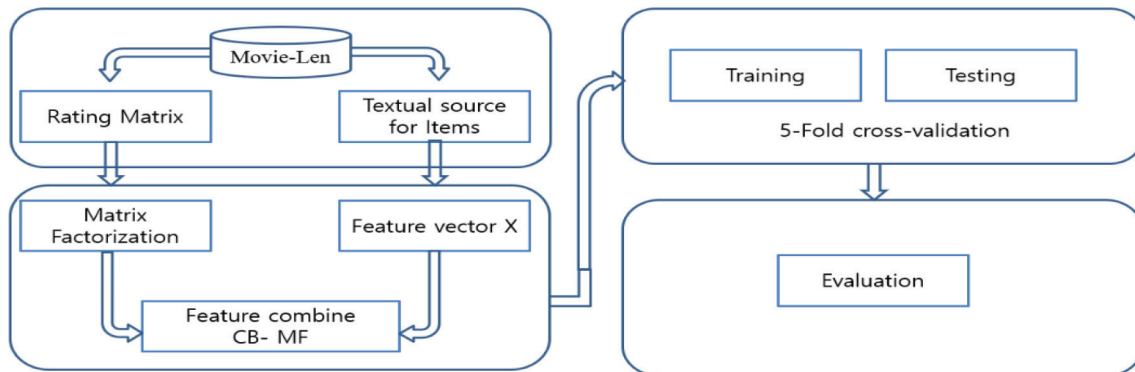 Movie-Len
Rating Matrix
Textual source
for Items
Matrix
Factorization
Feature vector X
Feature combine
CB- MF
Training
Testing
5-Fold cross-validation
Evaluation